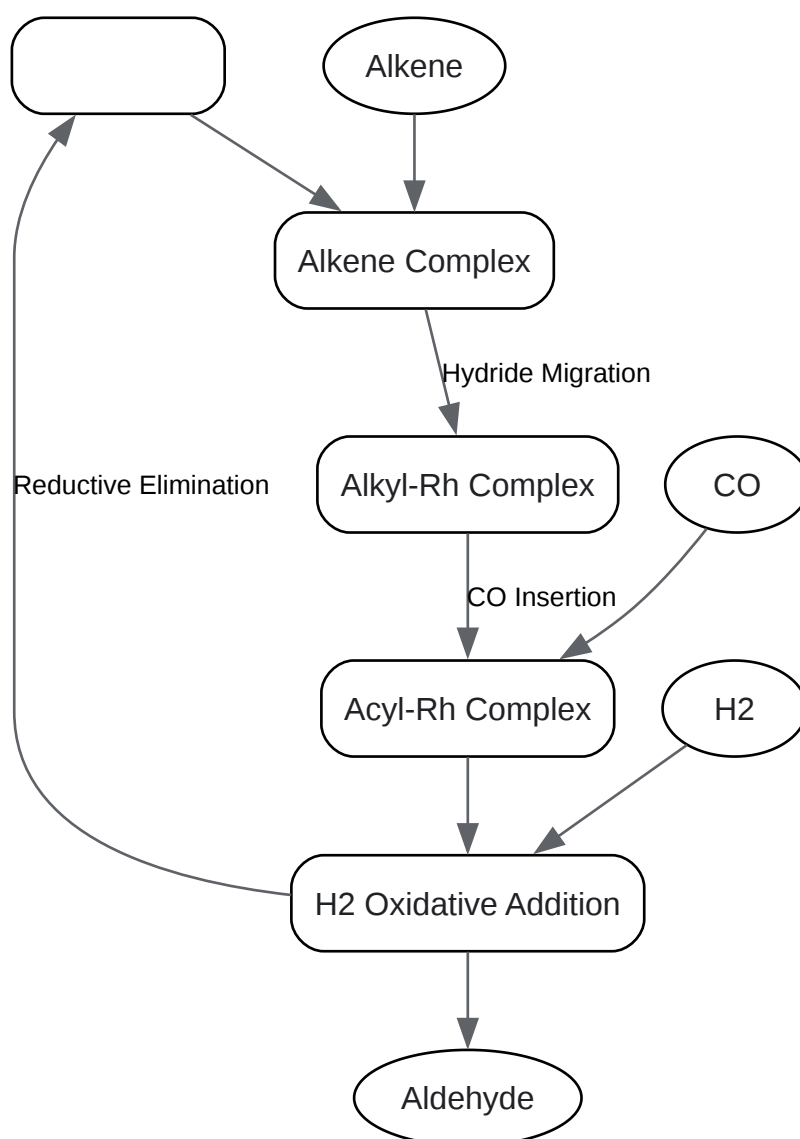 Alkene
Alkene Complex
Hydride Migration
Reductive Elimination
Alkyl-Rh Complex
CO
CO Insertion
Acyl-Rh Complex
H2
H2 Oxidative Addition
Aldehyde